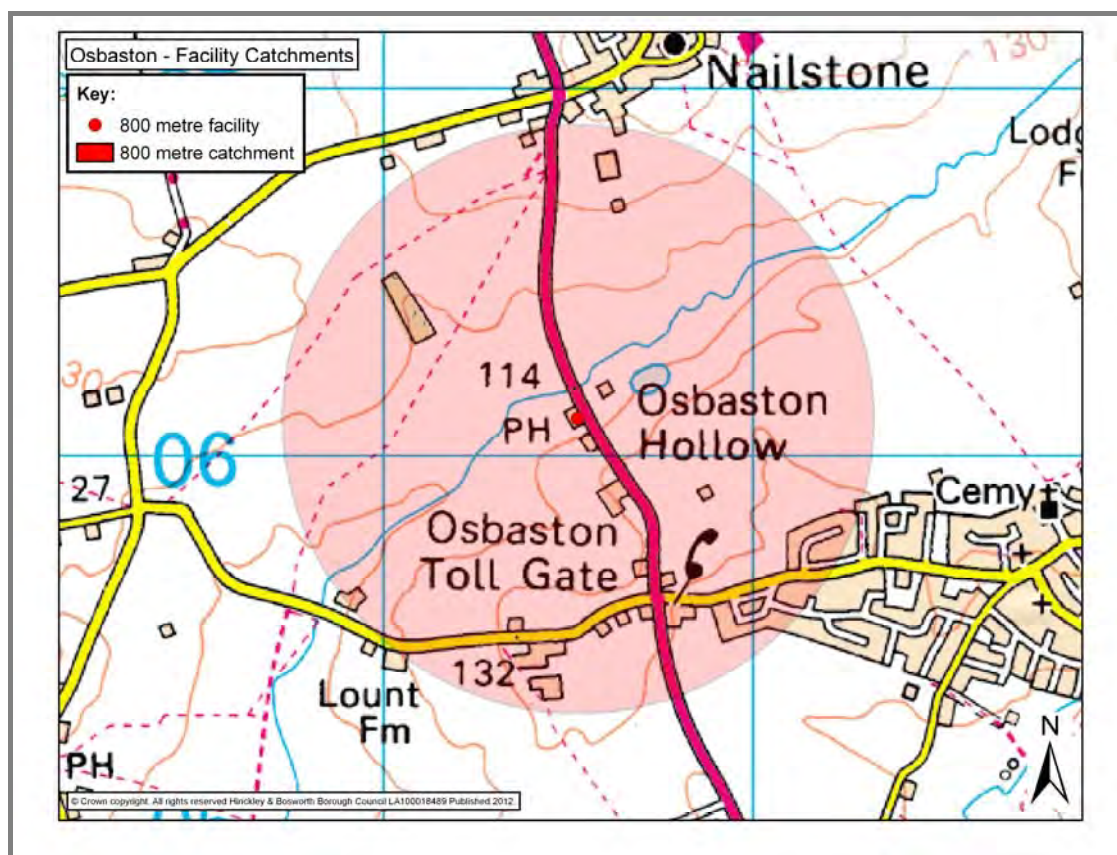 Osbaston - Facility Catchments
Key:
800 metre facility
800 metre catchment
Nailstone
130
Lodg
F
30
114
PH
Osbaston
Hollow
06
27
Cemy
Osbaston
Toll Gate
132
Lount
Fm
PH
N
© Crown copyright. All rights reserved Hinckley & Bosworth Borough Council LA100018489 Published 2012.